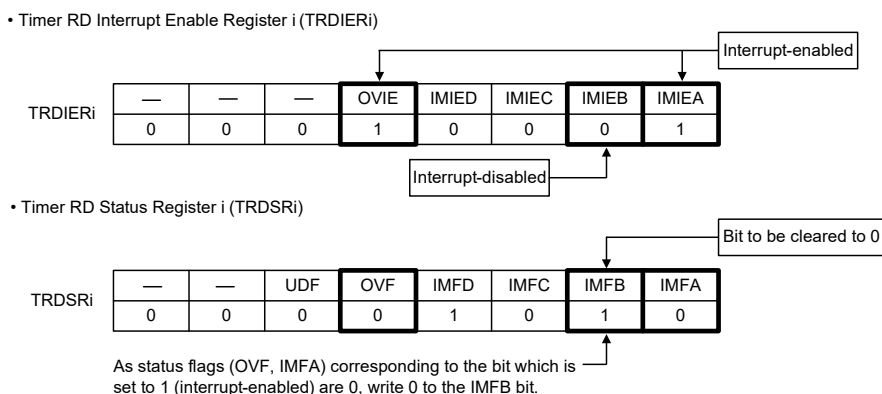 • Timer RD Interrupt Enable Register i (TRDIERi)
Interrupt-enabled
TRDIERi
— — — OVIE IMIED IMIEC IMIEB IMIEA
0 0 0 1 0 0 0 1
Interrupt-disabled
• Timer RD Status Register i (TRDSRi)
Bit to be cleared to 0
TRDSRi
— — UDF OVF IMFD IMFC IMFB IMFA
0 0 0 0 1 0 1 0
As status flags (OVF, IMFA) corresponding to the bit which is
set to 1 (interrupt-enabled) are 0, write 0 to the IMFB bit.